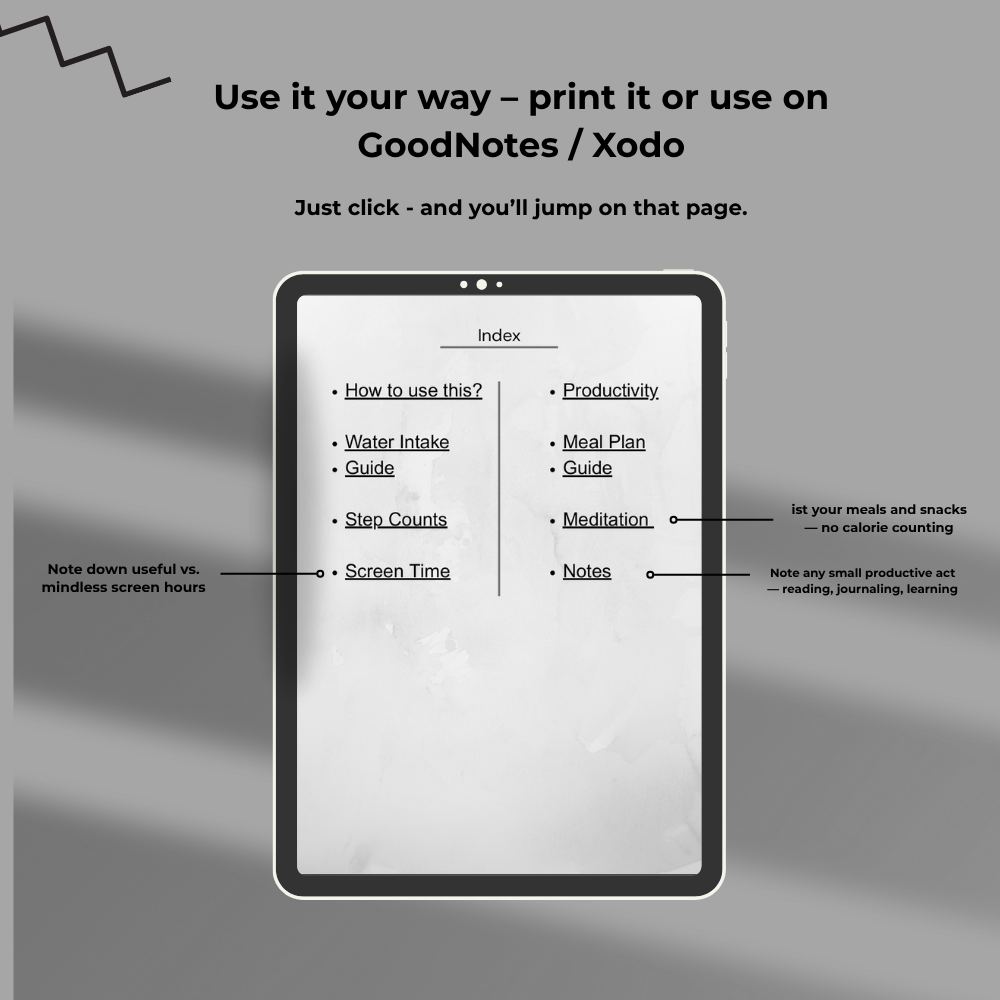 Use it your way – print it or use on
GoodNotes / Xodo
Just click - and you’ll jump on that page.
Index
• How to use this?
• Water Intake
• Guide
• Step Counts
• Screen Time
• Productivity
• Meal Plan
• Guide
• Meditation
• Notes
Note down useful vs.
mindless screen hours
ist your meals and snacks
— no calorie counting
Note any small productive act
— reading, journaling, learning